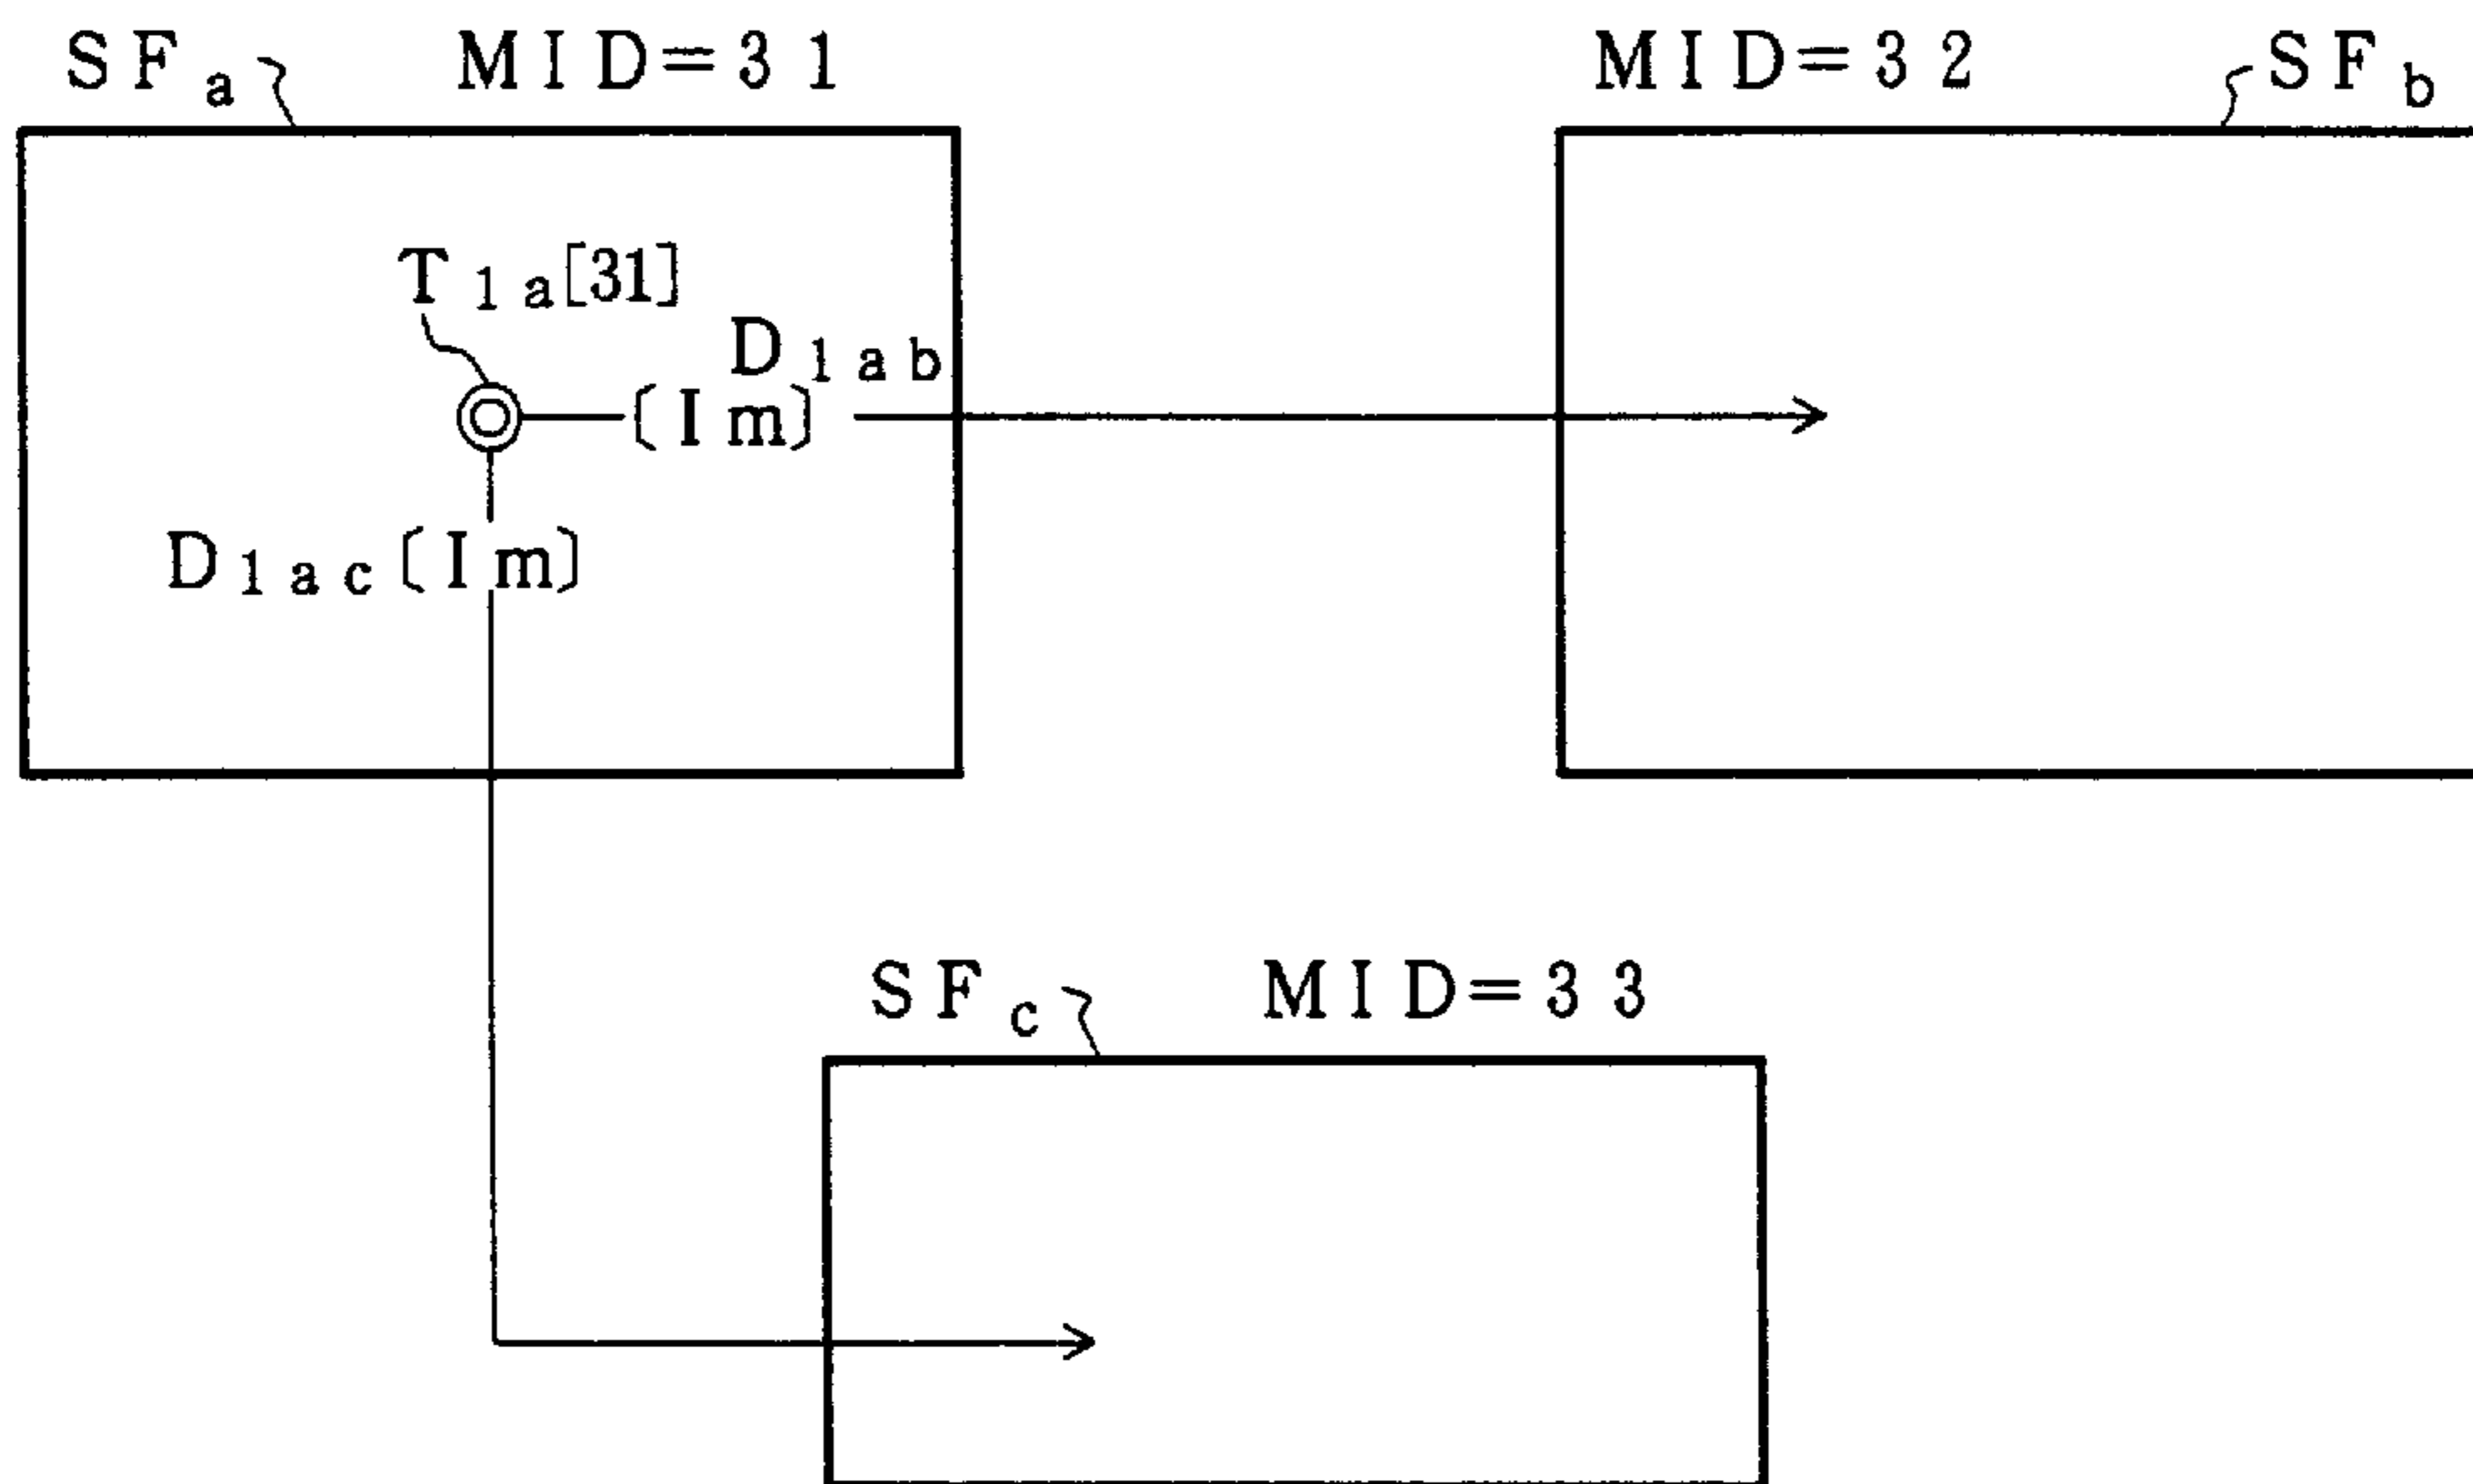 SFa MID=31 MID=32 SFb
T1a[31]
D1ab
(Im)
D1ac(Im)
SFc MID=33